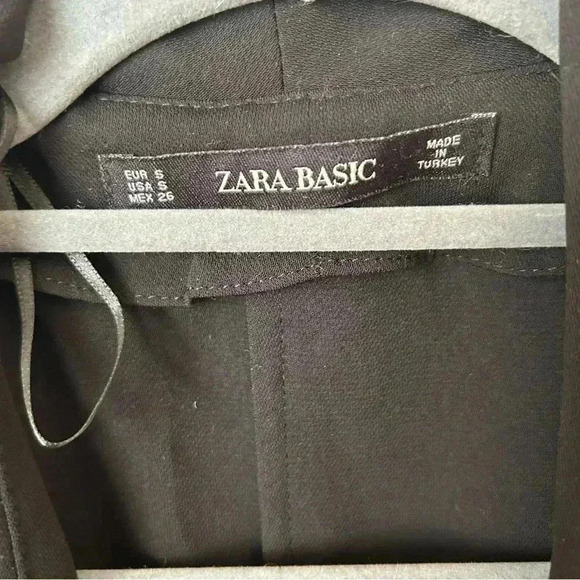 EUR S
USA S
MEX 26
ZARA BASIC
MADE
IN
TURKEY